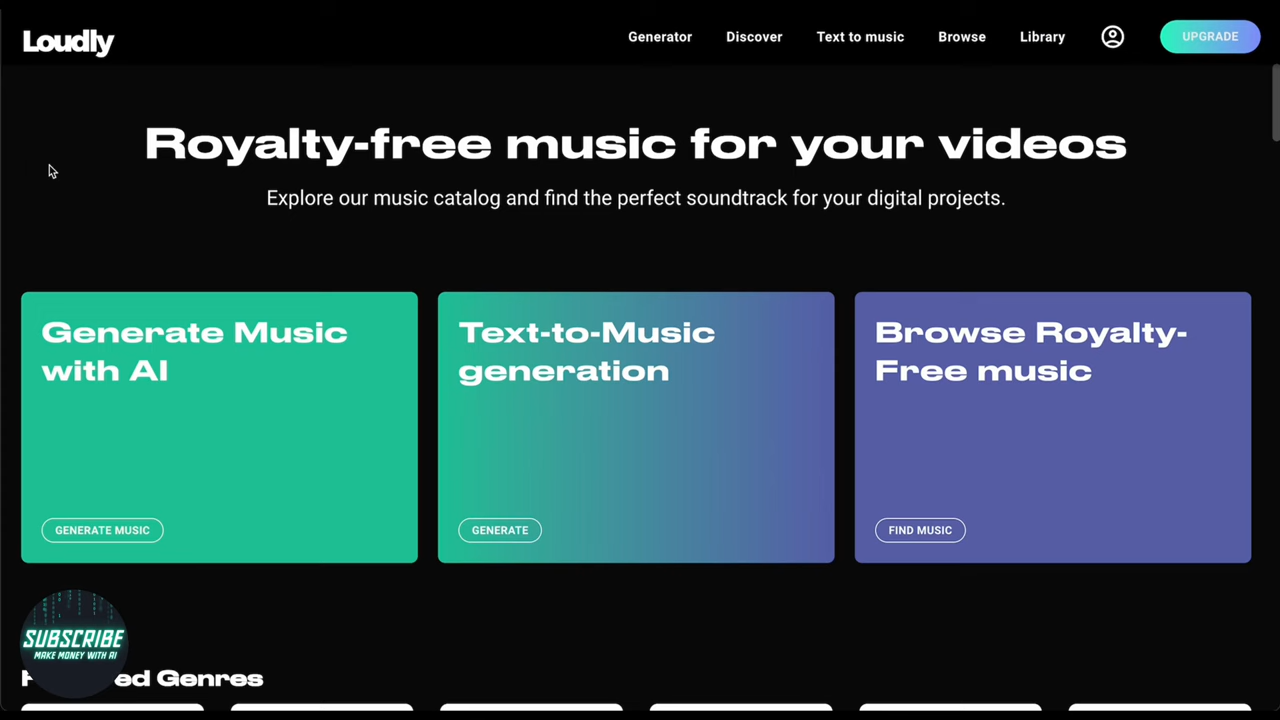 Loudly
Generator Discover Text to music Browse Library UPGRADE
Royalty-free music for your videos
Explore our music catalog and find the perfect soundtrack for your digital projects.
Generate Music
with AI
GENERATE MUSIC
Text-to-Music
generation
GENERATE
Browse Royalty-
Free music
FIND MUSIC
SUBSCRIBE
MAKE MONEY WITH AI
Genres